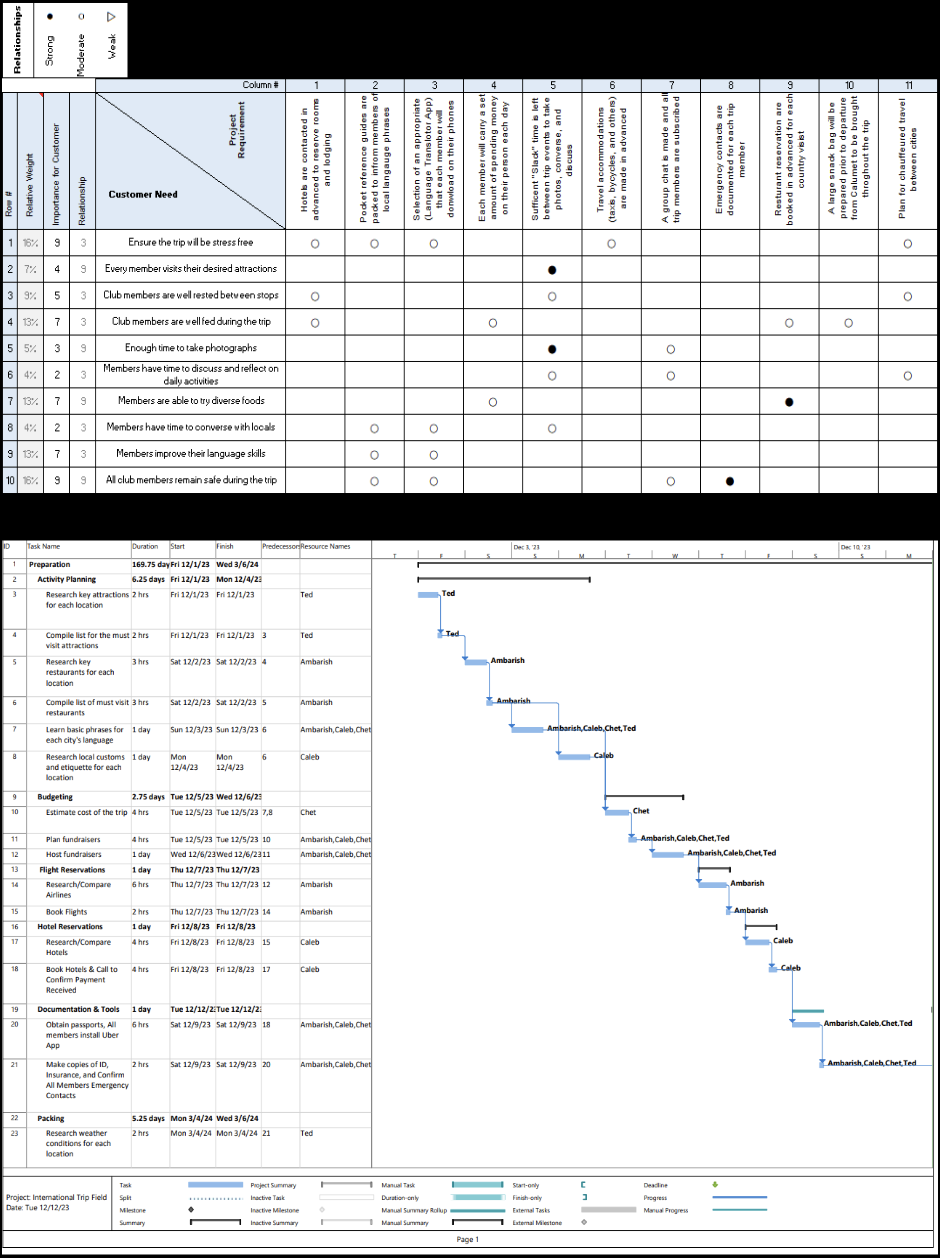 Relationships
Strong ●
Moderate ○
Weak ▽
Column # 1 2 3 4 5 6 7 8 9 10 11
Row #
Relative Weight
Importance for Customer
Relationship
Project
Requirement
Customer Need
Hotels are contacted in
advanced to reserve rooms
and lodging
Pocket reference guides are
packed to infrom members of
local langauge phrases
Selection of an appropriate
(Language Translator App)
that each member will
donwload on their phones
Each member will carry a set
amount of spending money
on their person each day
Sufficent "Slack" time is left
between trip events to take
photos, converse, and
discuss
Travel accommodations
(taxis, bycycles, and others)
are made in advanced
A group chat is made and all
trip members are subscribed
Emergency contacts are
documented for each trip
member
Resturant reservation are
booked in advanced for each
country visit
A large snack bag will be
prepared prior to departure
from Calumet to be brought
throghout the trip
Plan for chauffeured travel
between cities
1 16% 9 3 Ensure the trip will be stress free ○ ○ ○ ○ ○
2 7% 4 9 Every member visits their desired attractions ●
3 9% 5 3 Club members are well rested between stops ○ ○ ○
4 13% 7 3 Club members are well fed during the trip ○ ○ ○ ○
5 5% 3 9 Enough time to take photographs ● ○
6 4% 2 3 Members have time to discuss and reflect on
daily activities ○ ○ ○
7 13% 7 9 Members are able to try diverse foods ○ ●
8 4% 2 3 Members have time to converse with locals ○ ○ ○
9 13% 7 3 Members improve their language skills ○ ○
10 16% 9 9 All club members remain safe during the trip ○ ○ ○ ●
ID Task Name Duration Start Finish Predecessors Resource Names
Dec 3, '23 Dec 10, '23
T F S S M T W T F S S M
1 Preparation 169.75 day Fri 12/1/23 Wed 3/6/24
2 Activity Planning 6.25 days Fri 12/1/23 Mon 12/4/23
3 Research key attractions 2 hrs Fri 12/1/23 Fri 12/1/23 Ted Ted
for each location
4 Compile list for the must 2 hrs Fri 12/1/23 Fri 12/1/23 3 Ted Ted
visit attractions
5 Research key 3 hrs Sat 12/2/23 Sat 12/2/23 4 Ambarish Ambarish
restaurants for each
location
6 Compile list of must visit 3 hrs Sat 12/2/23 Sat 12/2/23 5 Ambarish Ambarish
restaurants
7 Learn basic phrases for 1 day Sun 12/3/23 Sun 12/3/23 6 Ambarish,Caleb,Chet Ambarish,Caleb,Chet,Ted
each city's language
8 Research local customs 1 day Mon Mon 6 Caleb Caleb
and etiquette for each 12/4/23 12/4/23
location
9 Budgeting 2.75 days Tue 12/5/23 Wed 12/6/23
10 Estimate cost of the trip 4 hrs Tue 12/5/23 Tue 12/5/23 7,8 Chet Chet
11 Plan fundraisers 4 hrs Tue 12/5/23 Tue 12/5/23 10 Ambarish,Caleb,Chet Ambarish,Caleb,Chet,Ted
12 Host fundraisers 1 day Wed 12/6/23 Wed 12/6/23 11 Ambarish,Caleb,Chet Ambarish,Caleb,Chet,Ted
13 Flight Reservations 1 day Thu 12/7/23 Thu 12/7/23
14 Research/Compare 6 hrs Thu 12/7/23 Thu 12/7/23 12 Ambarish Ambarish
Airlines
15 Book Flights 2 hrs Thu 12/7/23 Thu 12/7/23 14 Ambarish Ambarish
16 Hotel Reservations 1 day Fri 12/8/23 Fri 12/8/23
17 Research/Compare 4 hrs Fri 12/8/23 Fri 12/8/23 15 Caleb Caleb
Hotels
18 Book Hotels & Call to 4 hrs Fri 12/8/23 Fri 12/8/23 17 Caleb Caleb
Confirm Payment
Received
19 Documentation & Tools 1 day Tue 12/12/23 Tue 12/12/23
20 Obtain passports, All 6 hrs Sat 12/9/23 Sat 12/9/23 18 Ambarish,Caleb,Chet Ambarish,Caleb,Chet,Ted
members install Uber
App
21 Make copies of ID, 2 hrs Sat 12/9/23 Sat 12/9/23 20 Ambarish,Caleb,Chet Ambarish,Caleb,Chet,Ted
Insurance, and Confirm
All Members Emergency
Contacts
22 Packing 5.25 days Mon 3/4/24 Wed 3/6/24
23 Research weather 2 hrs Mon 3/4/24 Mon 3/4/24 21 Ted
conditions for each
location
Project: International Trip Field
Date: Tue 12/12/23
Task Project Summary Manual Task Start-only Deadline
Split Inactive Task Duration-only Finish-only Progress
Milestone Inactive Milestone Manual Summary Rollup External Tasks Manual Progress
Summary Inactive Summary Manual Summary External Milestone
Page 1